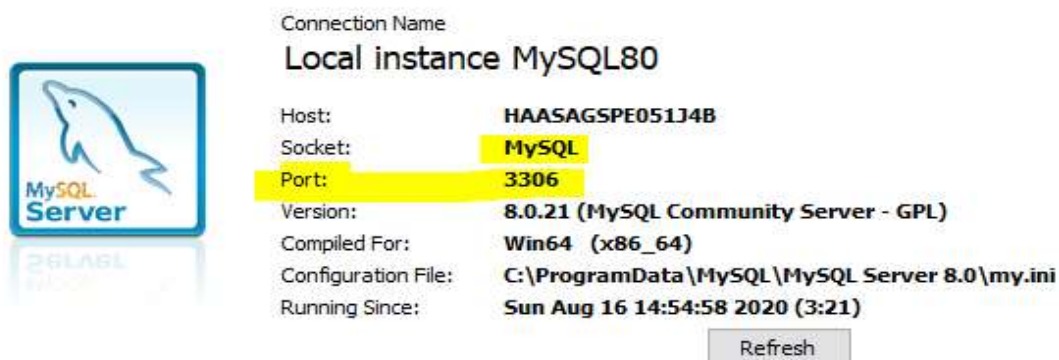 Connection Name
Local instance MySQL80
Host: HAASAGSPE051J4B
Socket: MySQL
Port: 3306
Version: 8.0.21 (MySQL Community Server - GPL)
Compiled For: Win64 (x86_64)
Configuration File: C:\ProgramData\MySQL\MySQL Server 8.0\my.ini
Running Since: Sun Aug 16 14:54:58 2020 (3:21)
Refresh
MySQL
Server